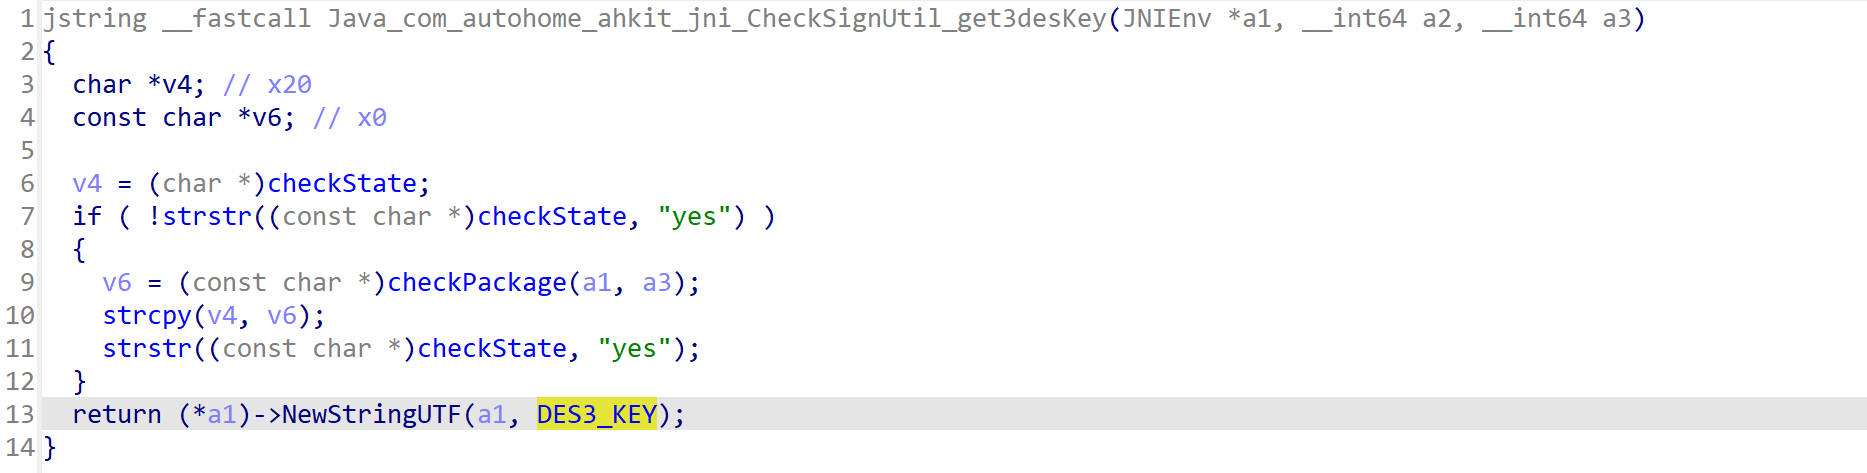 1 jstring __fastcall Java_com_autohome_ahkit_jni_CheckSignUtil_get3desKey(JNIEnv *a1, __int64 a2, __int64 a3)
2 {
3   char *v4; // x20
4   const char *v6; // x0
5
6   v4 = (char *)checkState;
7   if ( !strstr((const char *)checkState, "yes") )
8   {
9     v6 = (const char *)checkPackage(a1, a3);
10     strcpy(v4, v6);
11     strstr((const char *)checkState, "yes");
12   }
13   return (*a1)->NewStringUTF(a1, DES3_KEY);
14 }